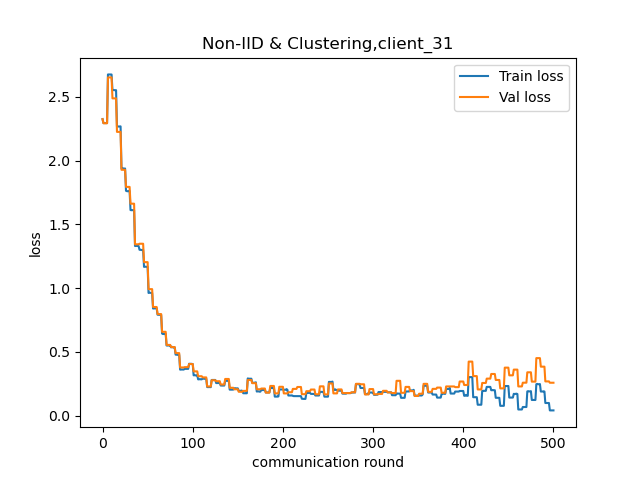 Non-IID & Clustering,client_31
Train loss
Val loss
loss
2.5
2.0
1.5
1.0
0.5
0.0
0
100
200
300
400
500
communication round